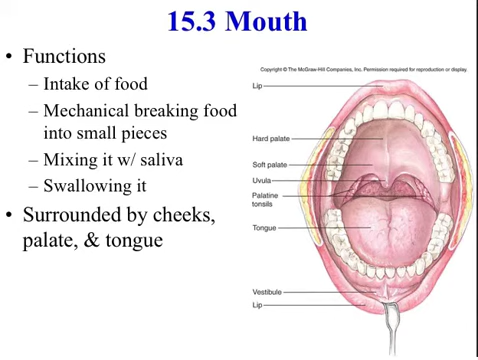 15.3 Mouth
• Functions
– Intake of food
– Mechanical breaking food
into small pieces
– Mixing it w/ saliva
– Swallowing it
• Surrounded by cheeks,
palate, & tongue
Copyright © The McGraw-Hill Companies, Inc. Permission required for reproduction or display.
Lip
Hard palate
Soft palate
Uvula
Palatine
tonsils
Tongue
Vestibule
Lip